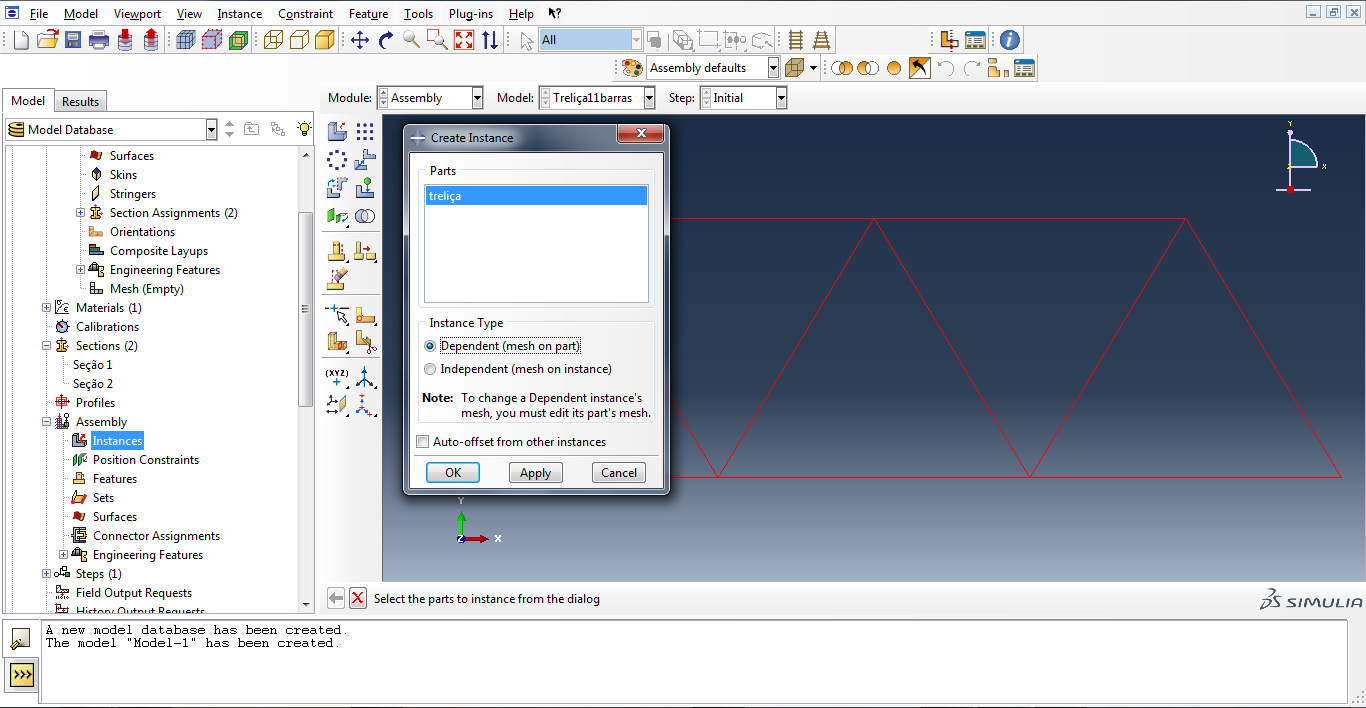 File Model Viewport View Instance Constraint Feature Tools Plug-ins Help ?
All
i
Assembly defaults
Model Results
Module: Assembly Model: Treliça11barras Step: Initial
Model Database
Surfaces
Skins
Stringers
Section Assignments (2)
Orientations
Composite Layups
Engineering Features
Mesh (Empty)
Materials (1)
Calibrations
Sections (2)
Seção 1
Seção 2
Profiles
Assembly
Instances
Position Constraints
Features
Sets
Surfaces
Connector Assignments
Engineering Features
Steps (1)
Field Output Requests
History Output Requests
(XYZ)
Create Instance
Parts
treliça
Instance Type
Dependent (mesh on part)
Independent (mesh on instance)
Note: To change a Dependent instance's
mesh, you must edit its part's mesh.
Auto-offset from other instances
OK Apply Cancel
Y
Z X
Y
Z X
Select the parts to instance from the dialog
SIMULIA
A new model database has been created.
The model "Model-1" has been created.
>>>